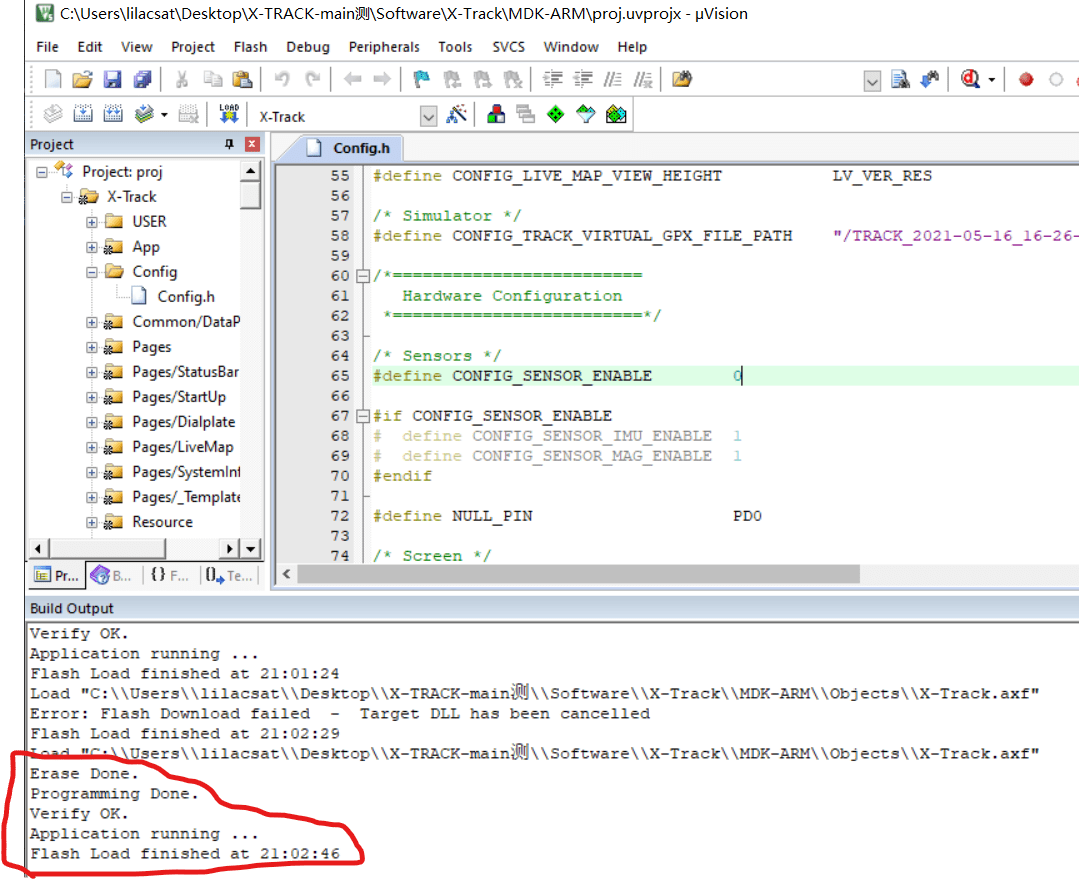 C:\Users\lilacsat\Desktop\X-TRACK-main测\Software\X-Track\MDK-ARM\proj.uvprojx - µVision
File Edit View Project Flash Debug Peripherals Tools SVCS Window Help
LOAD
X-Track
Project
Config.h
Project: proj
X-Track
USER
App
Config
Config.h
Common/DataP
Pages
Pages/StatusBar
Pages/StartUp
Pages/Dialplate
Pages/LiveMap
Pages/SystemInf
Pages/_Template
Resource
Pr...
B...
{} F...
Te...
55 #define CONFIG_LIVE_MAP_VIEW_HEIGHT LV_VER_RES
56
57 /* Simulator */
58 #define CONFIG_TRACK_VIRTUAL_GPX_FILE_PATH "/TRACK_2021-05-16_16-26-
59
60 /*=========================
61 Hardware Configuration
62 *=========================*/
63
64 /* Sensors */
65 #define CONFIG_SENSOR_ENABLE 0
66
67 #if CONFIG_SENSOR_ENABLE
68 # define CONFIG_SENSOR_IMU_ENABLE 1
69 # define CONFIG_SENSOR_MAG_ENABLE 1
70 #endif
71
72 #define NULL_PIN PD0
73
74 /* Screen */
Build Output
Verify OK.
Application running ...
Flash Load finished at 21:01:24
Load "C:\\Users\\lilacsat\\Desktop\\X-TRACK-main测\\Software\\X-Track\\MDK-ARM\\Objects\\X-Track.axf"
Error: Flash Download failed - Target DLL has been cancelled
Flash Load finished at 21:02:29
Load "C:\\Users\\lilacsat\\Desktop\\X-TRACK-main测\\Software\\X-Track\\MDK-ARM\\Objects\\X-Track.axf"
Erase Done.
Programming Done.
Verify OK.
Application running ...
Flash Load finished at 21:02:46